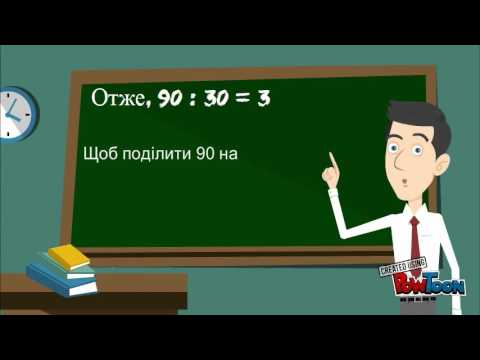 Отже, 90 : 30 = 3
Щоб поділити 90 на
CREATED USING
POWTOON